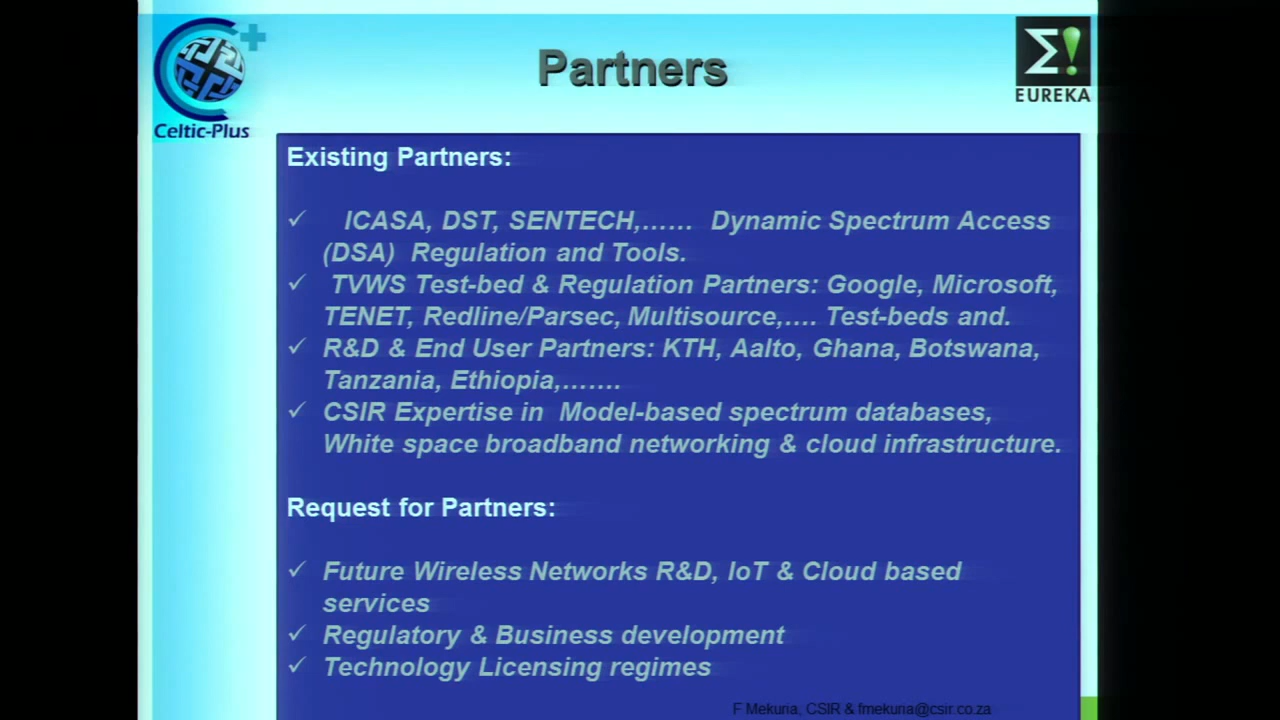 Partners
Celtic-Plus
Σ!
EUREKA
Existing Partners:
✓ ICASA, DST, SENTECH,…… Dynamic Spectrum Access
(DSA) Regulation and Tools.
✓ TVWS Test-bed & Regulation Partners: Google, Microsoft,
TENET, Redline/Parsec, Multisource,…. Test-beds and.
✓ R&D & End User Partners: KTH, Aalto, Ghana, Botswana,
Tanzania, Ethiopia,…….
✓ CSIR Expertise in Model-based spectrum databases,
White space broadband networking & cloud infrastructure.
Request for Partners:
✓ Future Wireless Networks R&D, IoT & Cloud based
services
✓ Regulatory & Business development
✓ Technology Licensing regimes
F Mekuria, CSIR & fmekuria@csir.co.za